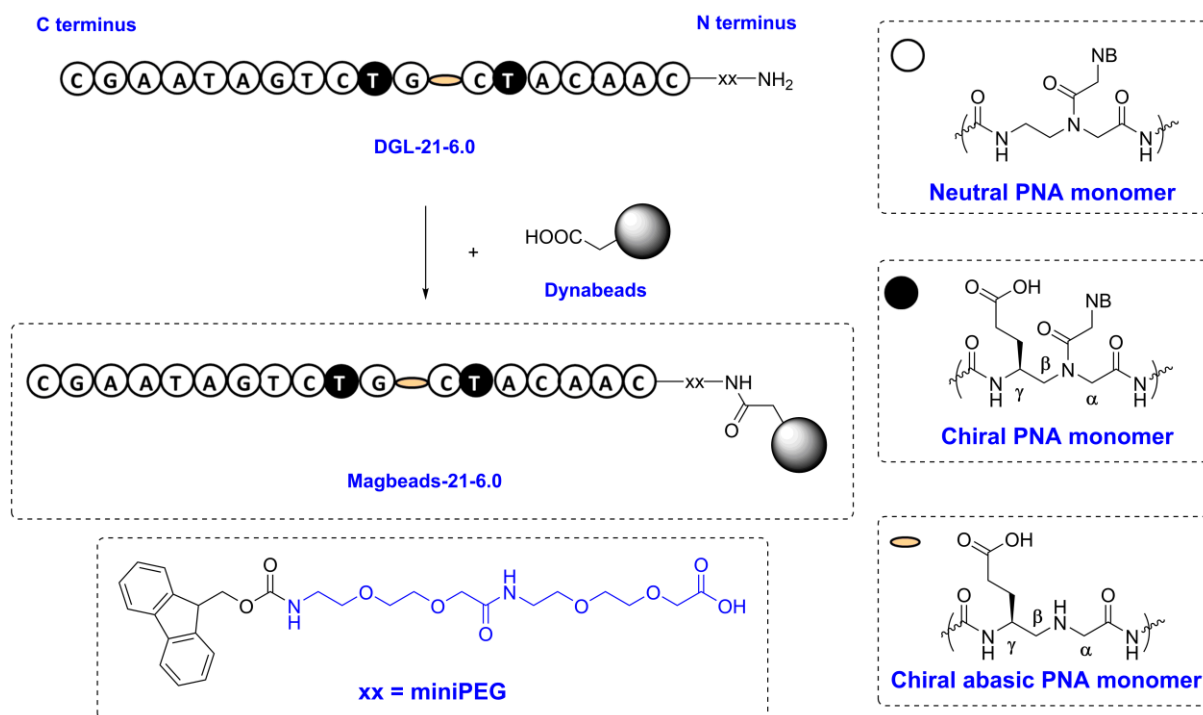 C terminus
N terminus
C G A A T A G T C T G C T A C A A C xx NH2
DGL-21-6.0
+
HOOC
Dynabeads
C G A A T A G T C T G C T A C A A C xx NH
O
Magbeads-21-6.0
O
O N H O O H N O O O O OH
xx = miniPEG
NB
O
O N H N O N H
Neutral PNA monomer
O OH
NB
O
O N H γ β N α O N H
Chiral PNA monomer
O OH
O N H γ β H N α O N H
Chiral abasic PNA monomer